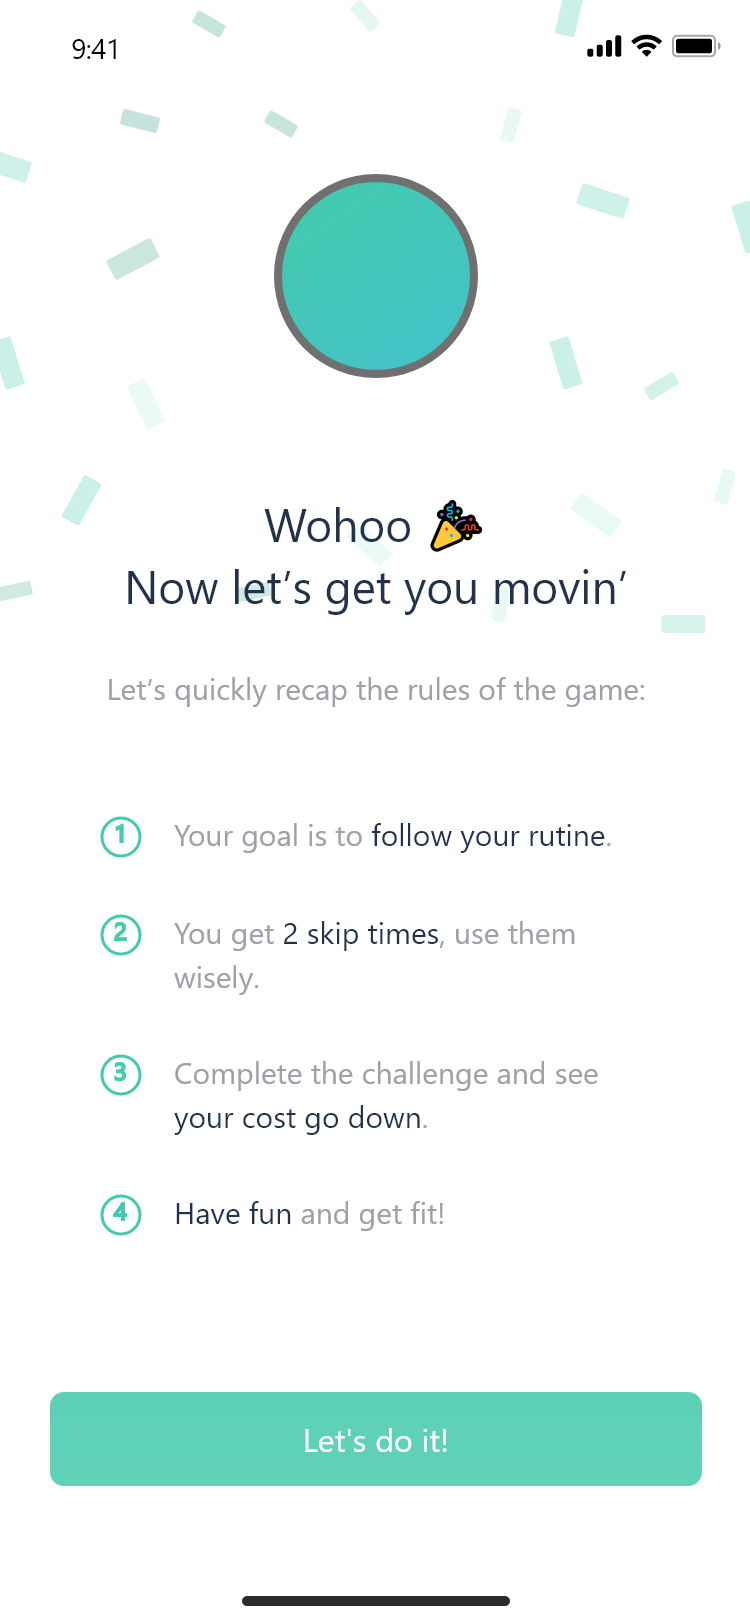 9:41
Wohoo 🎉
Now let’s get you movin’
Let’s quickly recap the rules of the game:
1 Your goal is to follow your rutine.
2 You get 2 skip times, use them
wisely.
3 Complete the challenge and see
your cost go down.
4 Have fun and get fit!
Let's do it!